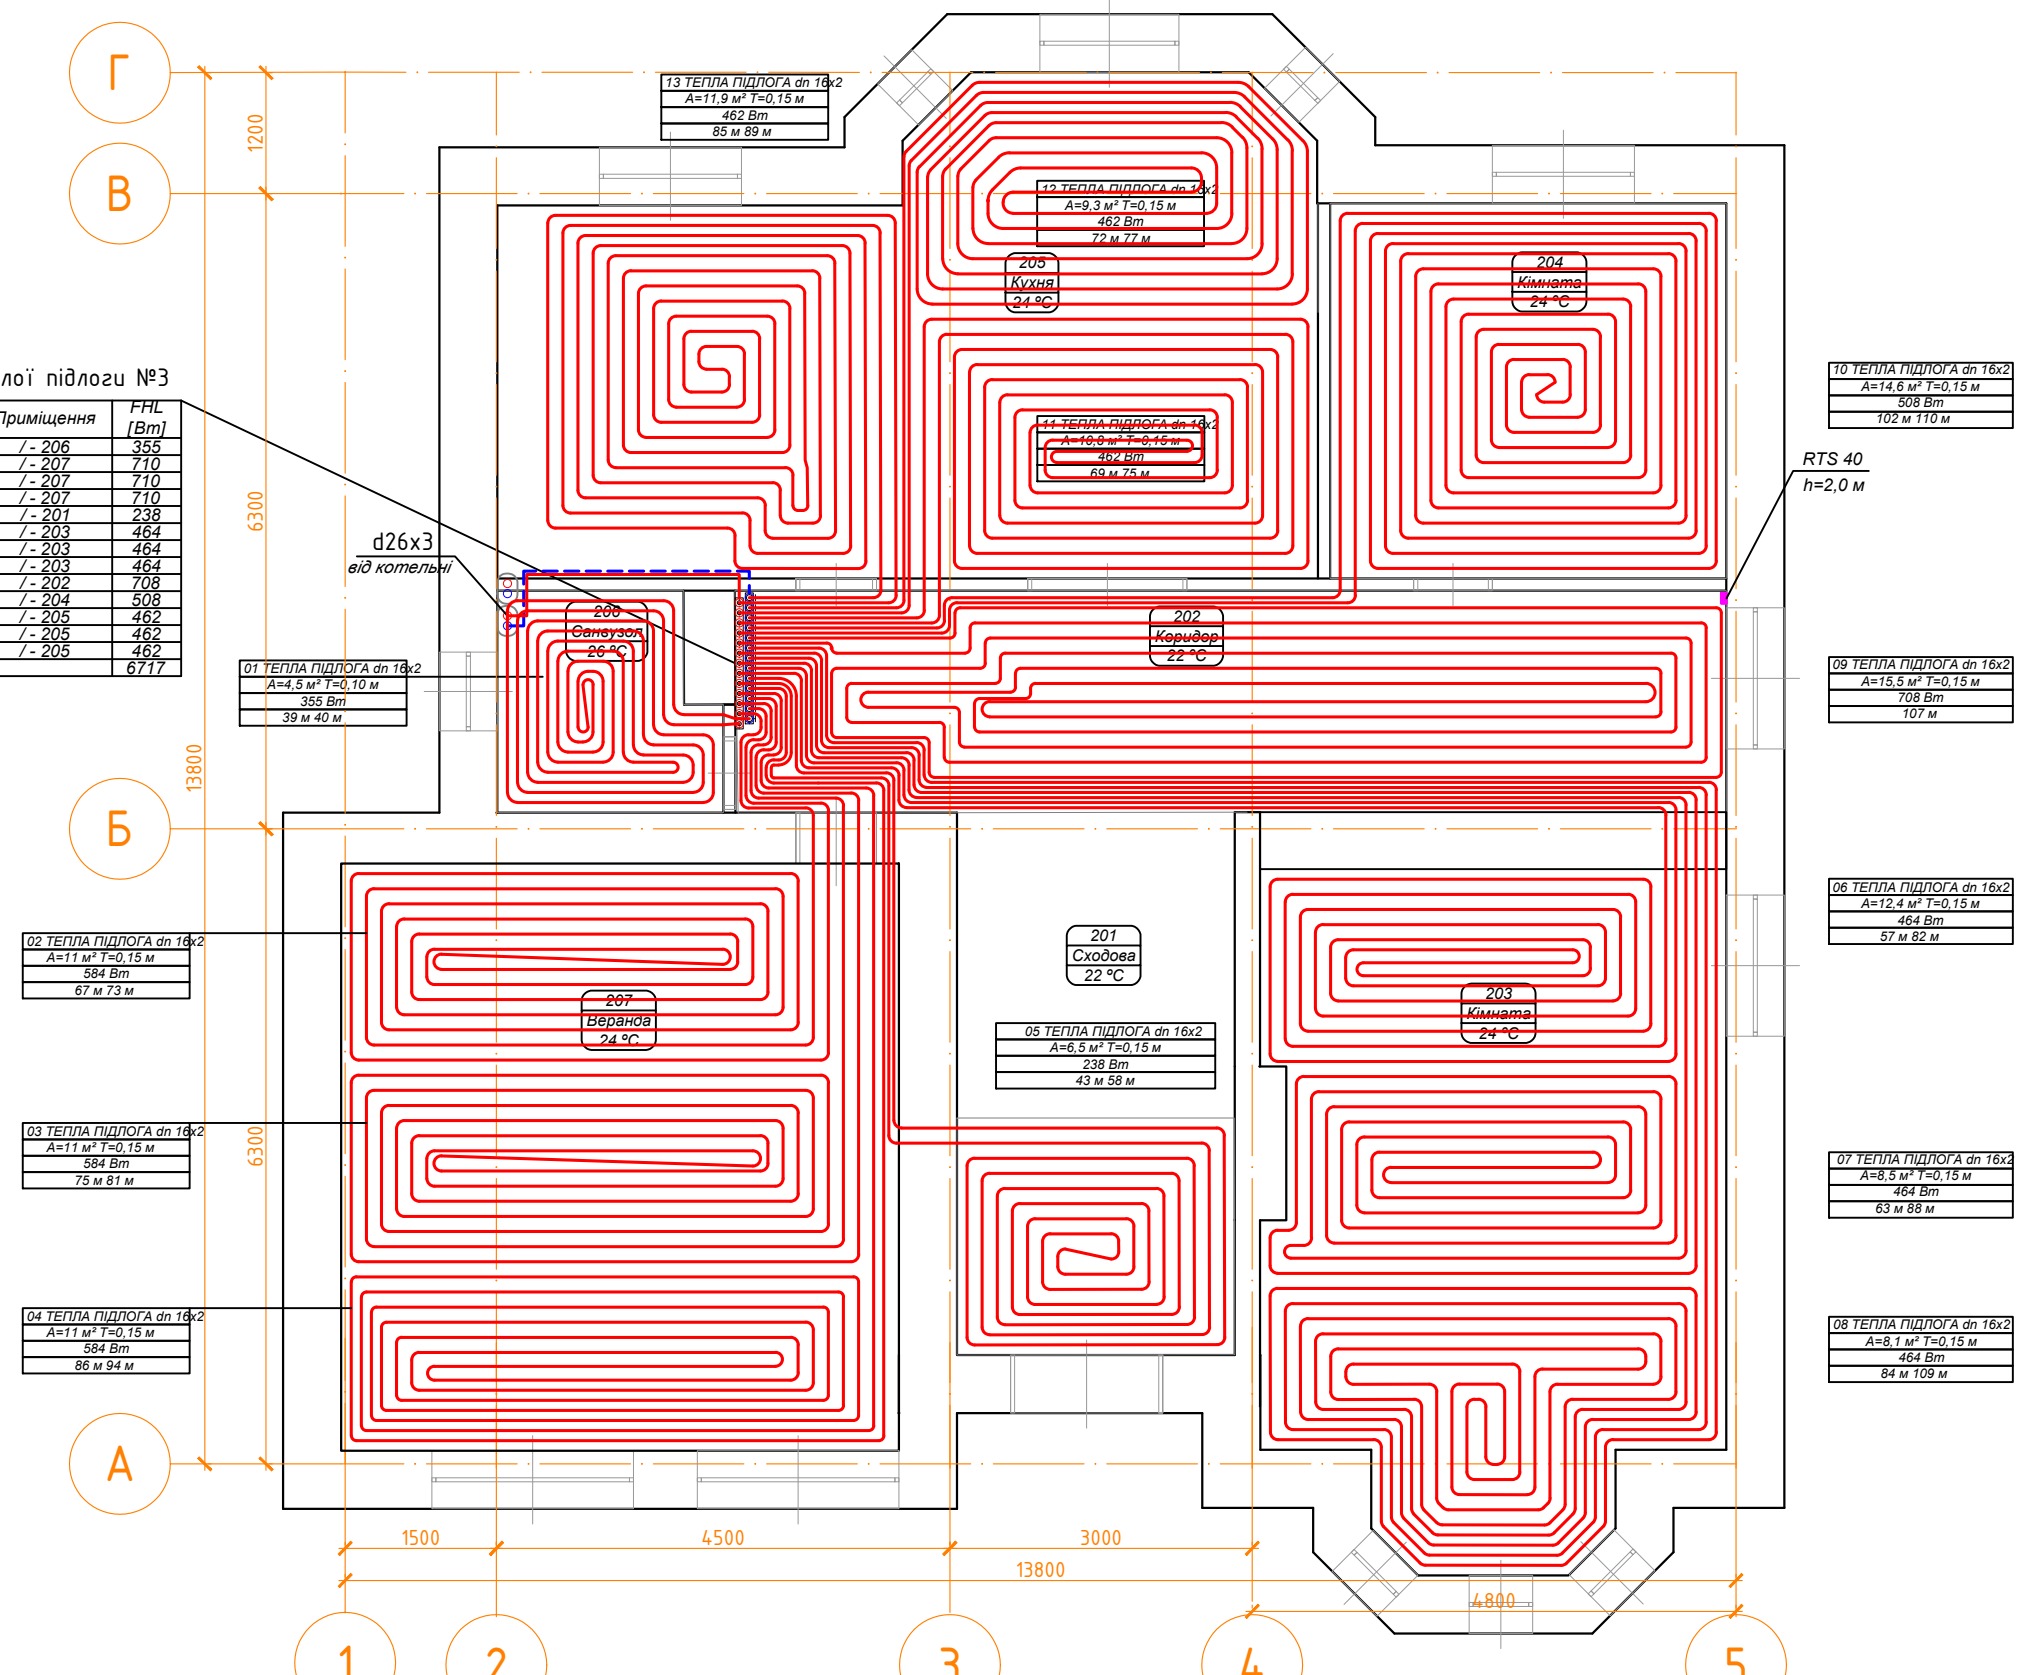 Г
В
Б
А
1200
6300
13800
6300
13 ТЕПЛА ПІДЛОГА dn 16x2
A=11,9 м² T=0,15 м
462 Вт
85 м 89 м
12 ТЕПЛА ПІДЛОГА dn 16x2
A=9,3 м² T=0,15 м
462 Вт
72 м 77 м
205
Кухня
24 ºC
204
Кімната
24 ºC
11 ТЕПЛА ПІДЛОГА dn 16x2
A=10,8 м² T=0,15 м
462 Вт
69 м 75 м
10 ТЕПЛА ПІДЛОГА dn 16x2
A=14,6 м² T=0,15 м
508 Вт
102 м 110 м
RTS 40
h=2,0 м
лої підлоги №3
Приміщення FHL [Вт]
/ - 206 355
/ - 207 710
/ - 207 710
/ - 207 710
/ - 201 238
/ - 203 464
/ - 203 464
/ - 203 464
/ - 202 708
/ - 204 508
/ - 205 462
/ - 205 462
/ - 205 462
6717
d26x3
від котельні
206
Санвузол
26 ºC
202
Коридор
22 ºC
01 ТЕПЛА ПІДЛОГА dn 16x2
A=4,5 м² T=0,10 м
355 Вт
39 м 40 м
09 ТЕПЛА ПІДЛОГА dn 16x2
A=15,5 м² T=0,15 м
708 Вт
107 м
02 ТЕПЛА ПІДЛОГА dn 16x2
A=11 м² T=0,15 м
584 Вт
67 м 73 м
207
Веранда
24 ºC
201
Сходова
22 ºC
203
Кімната
24 ºC
06 ТЕПЛА ПІДЛОГА dn 16x2
A=12,4 м² T=0,15 м
464 Вт
57 м 82 м
05 ТЕПЛА ПІДЛОГА dn 16x2
A=6,5 м² T=0,15 м
238 Вт
43 м 58 м
03 ТЕПЛА ПІДЛОГА dn 16x2
A=11 м² T=0,15 м
584 Вт
75 м 81 м
07 ТЕПЛА ПІДЛОГА dn 16x2
A=8,5 м² T=0,15 м
464 Вт
63 м 88 м
04 ТЕПЛА ПІДЛОГА dn 16x2
A=11 м² T=0,15 м
584 Вт
86 м 94 м
08 ТЕПЛА ПІДЛОГА dn 16x2
A=8,1 м² T=0,15 м
464 Вт
84 м 109 м
1500
4500
3000
13800
4800
1
2
3
4
5